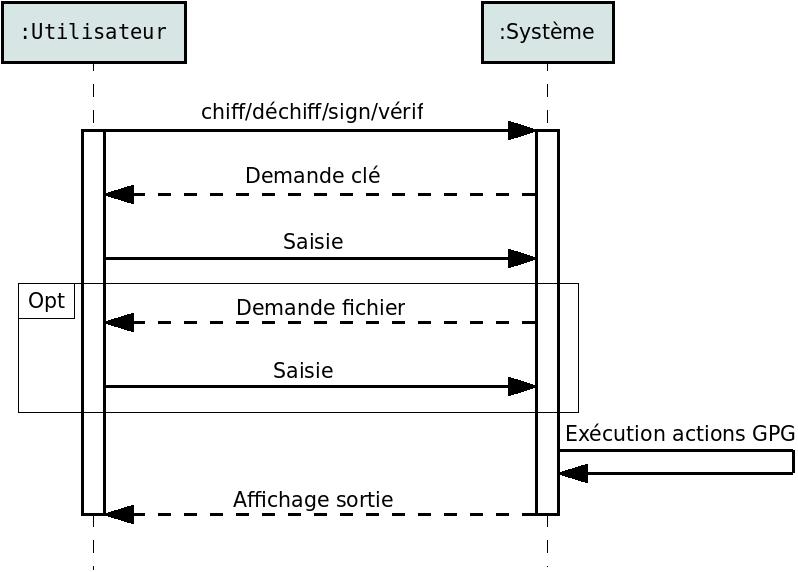 :Utilisateur
:Système
chiff/déchiff/sign/vérif
Demande clé
Saisie
Opt
Demande fichier
Saisie
Exécution actions GPG
Affichage sortie